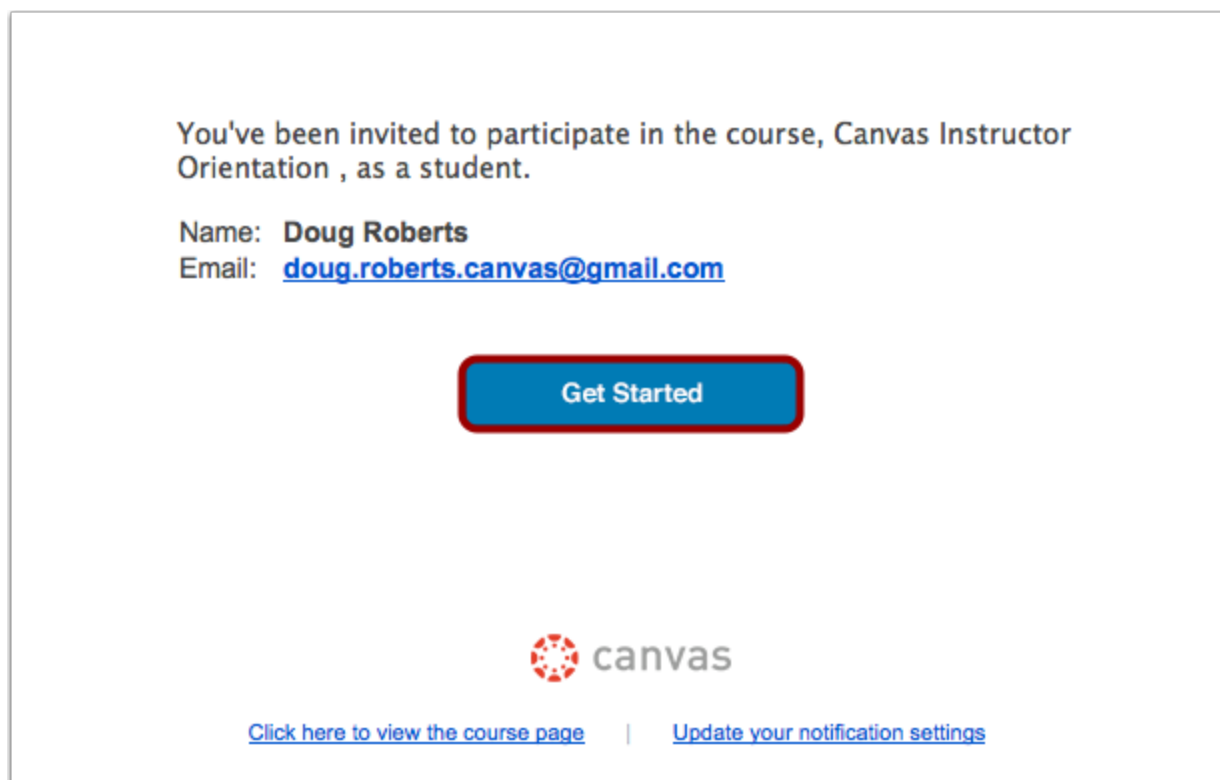 You've been invited to participate in the course, Canvas Instructor
Orientation , as a student.
Name: Doug Roberts
Email: doug.roberts.canvas@gmail.com
Get Started
canvas
Click here to view the course page | Update your notification settings